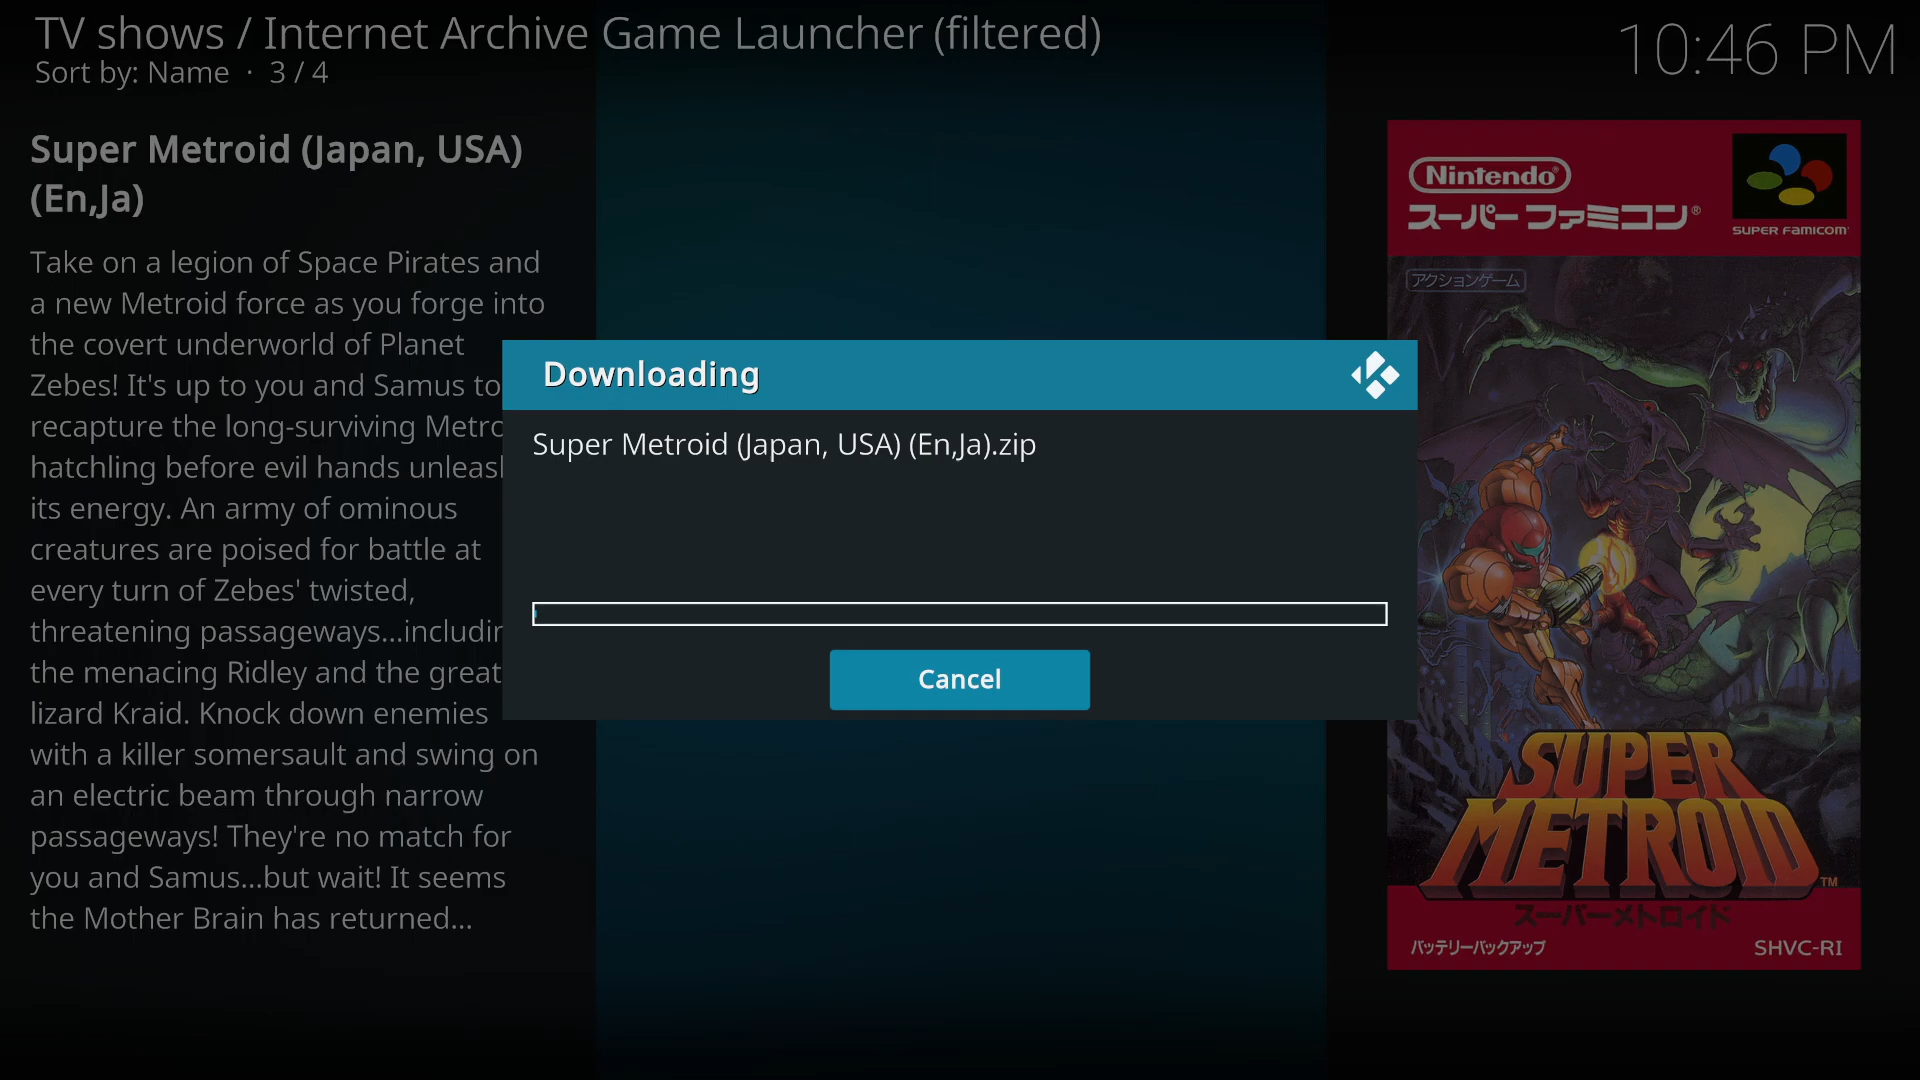 TV shows / Internet Archive Game Launcher (filtered)
Sort by: Name · 3 / 4
10:46 PM
Super Metroid (Japan, USA)
(En,Ja)
Take on a legion of Space Pirates and
a new Metroid force as you forge into
the covert underworld of Planet
Zebes! It's up to you and Samus to
recapture the long-surviving Metro
hatchling before evil hands unleas
its energy. An army of ominous
creatures are poised for battle at
every turn of Zebes' twisted,
threatening passageways...includin
the menacing Ridley and the great
lizard Kraid. Knock down enemies
with a killer somersault and swing on
an electric beam through narrow
passageways! They're no match for
you and Samus...but wait! It seems
the Mother Brain has returned...
Downloading
Super Metroid (Japan, USA) (En,Ja).zip
Cancel
Nintendo®
スーパーファミコン®
SUPER FAMICOM
アクションゲーム
SUPER
METROID™
スーパーメトロイド
バッテリーバックアップ
SHVC-RI